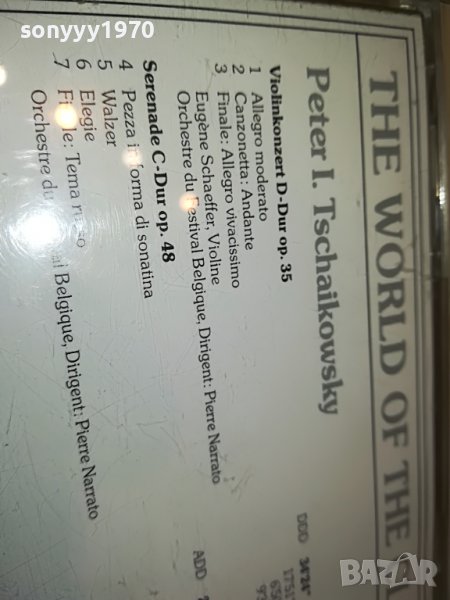 sonyyy1970
THE WORLD OF THE
Peter I. Tschaikowsky
Violinkonzert D-Dur op. 35
DDD 34'24"
1 Allegro moderato
2 Canzonetta: Andante
3 Finale: Allegro vivacissimo
Eugène Schaeffer, Violine
Orchestre du Festival Belgique, Dirigent: Pierre Narrato
Serenade C-Dur op. 48
ADD
4 Pezza in forma di sonatina
5 Walzer
6 Elegie
7 Finale: Tema russo
Orchestre du Belgique, Dirigent: Pierre Narrato
BAZAR